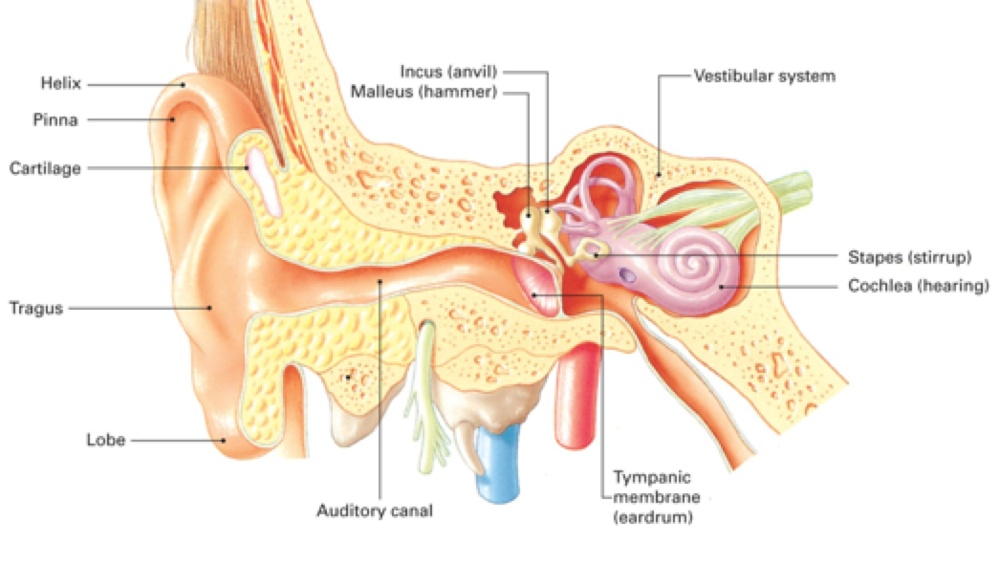 Helix
Pinna
Cartilage
Tragus
Lobe
Incus (anvil)
Malleus (hammer)
Vestibular system
Stapes (stirrup)
Cochlea (hearing)
Auditory canal
Tympanic
membrane
(eardrum)